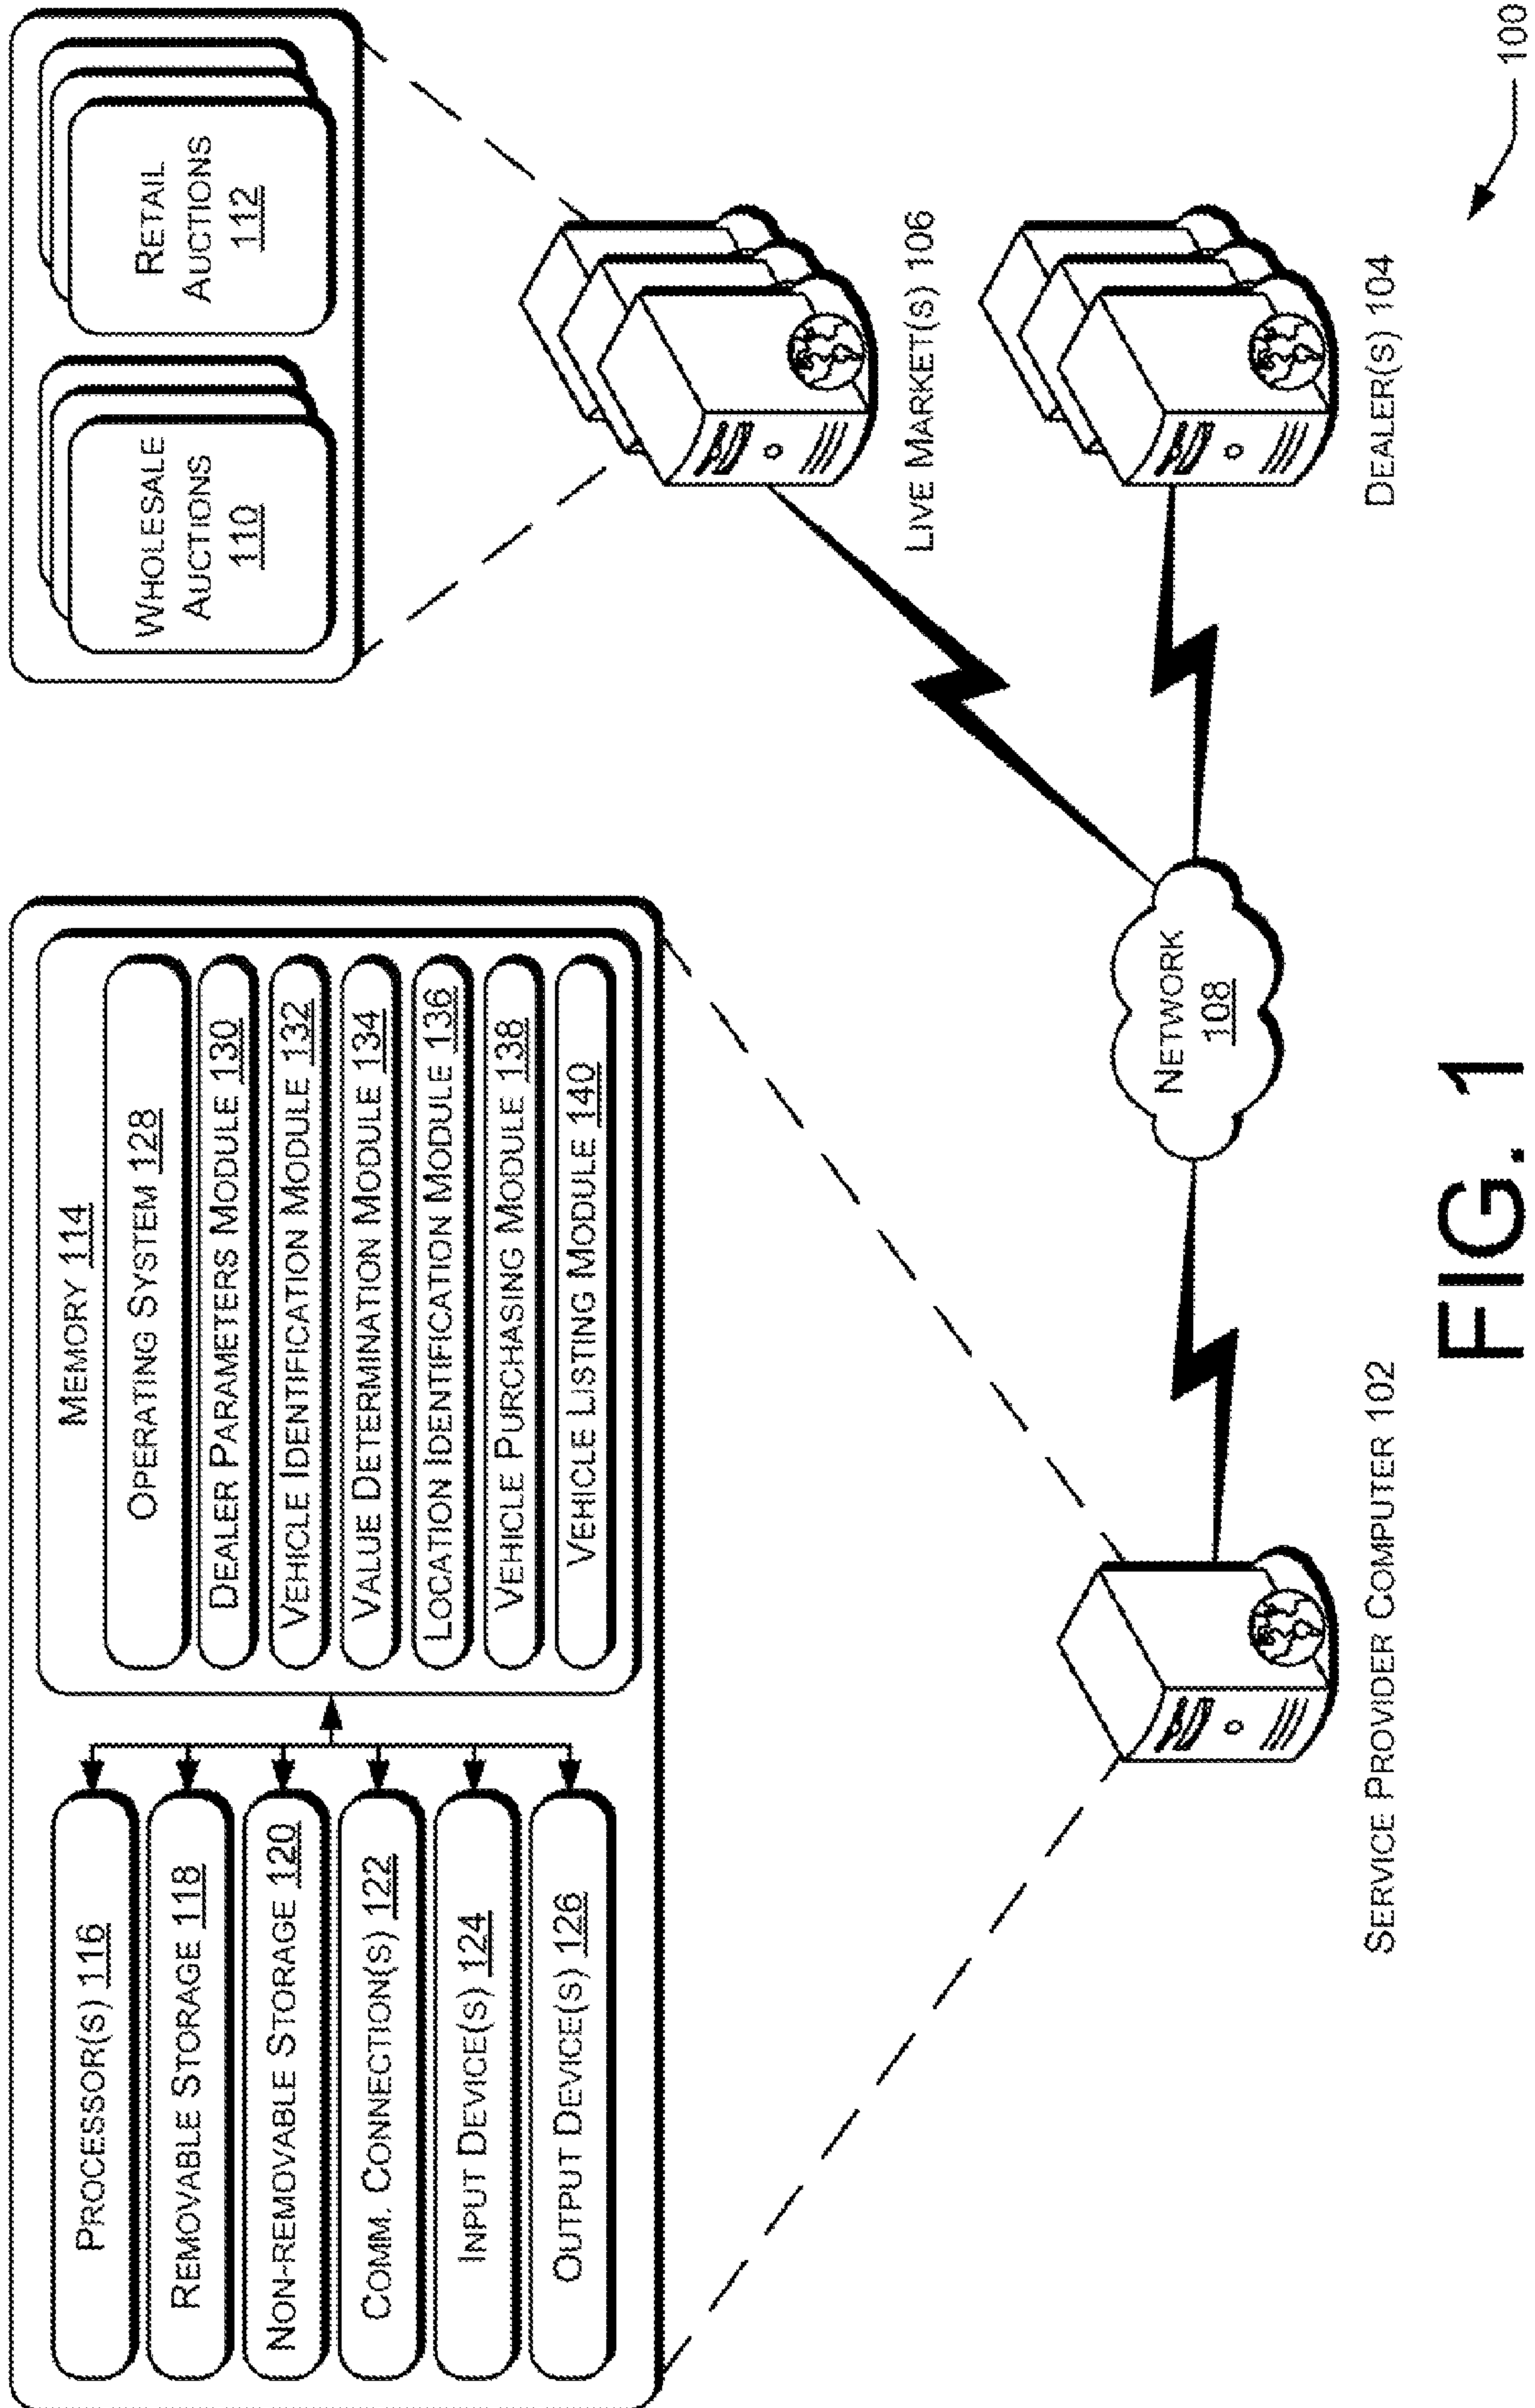 PROCESSOR(S) 116
REMOVABLE STORAGE 118
NON-REMOVABLE STORAGE 120
COMM. CONNECTION(S) 122
INPUT DEVICE(S) 124
OUTPUT DEVICE(S) 126
MEMORY 114
OPERATING SYSTEM 128
DEALER PARAMETERS MODULE 130
VEHICLE IDENTIFICATION MODULE 132
VALUE DETERMINATION MODULE 134
LOCATION IDENTIFICATION MODULE 136
VEHICLE PURCHASING MODULE 138
VEHICLE LISTING MODULE 140
WHOLESALE
AUCTIONS
110
RETAIL
AUCTIONS
112
LIVE MARKET(S) 106
NETWORK
108
DEALER(S) 104
SERVICE PROVIDER COMPUTER 102
100
FIG. 1